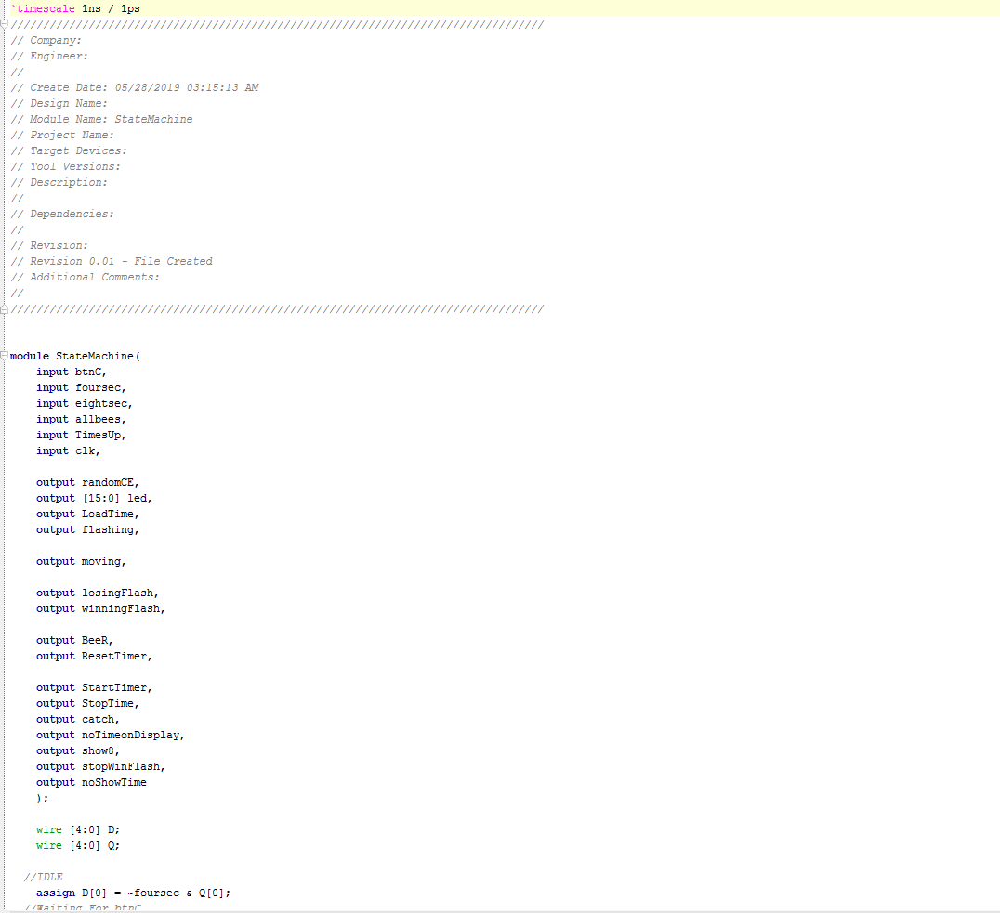 `timescale 1ns / 1ps
//////////////////////////////////////////////////////////////////////////////////
// Company:
// Engineer:
//
// Create Date: 05/28/2019 03:15:13 AM
// Design Name:
// Module Name: StateMachine
// Project Name:
// Target Devices:
// Tool Versions:
// Description:
//
// Dependencies:
//
// Revision:
// Revision 0.01 - File Created
// Additional Comments:
//
//////////////////////////////////////////////////////////////////////////////////
module StateMachine(
input btnC,
input foursec,
input eightsec,
input allbees,
input TimesUp,
input clk,
output randomCE,
output [15:0] led,
output LoadTime,
output flashing,
output moving,
output losingFlash,
output winningFlash,
output BeeR,
output ResetTimer,
output StartTimer,
output StopTime,
output catch,
output noTimeonDisplay,
output show8,
output stopWinFlash,
output noShowTime
);
wire [4:0] D;
wire [4:0] Q;
//IDLE
assign D[0] = ~foursec & Q[0];
//Waiting For btnC